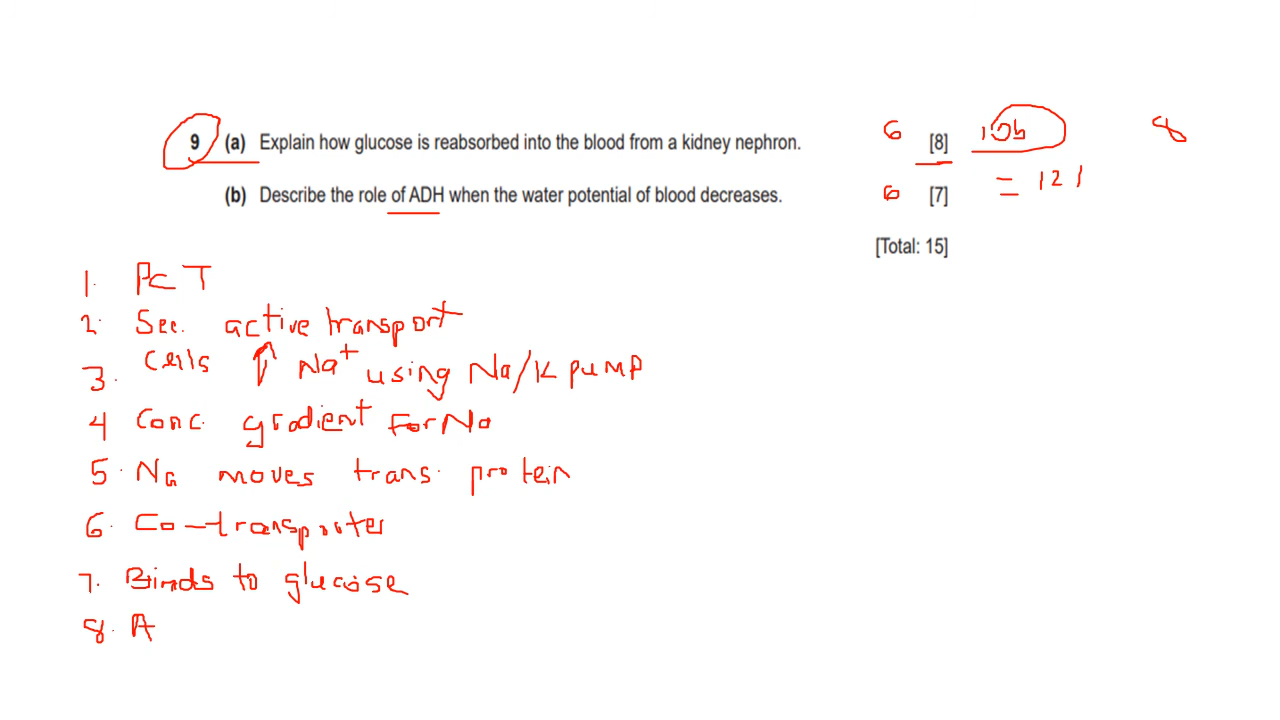 9 (a) Explain how glucose is reabsorbed into the blood from a kidney nephron. 6 [8] 106 8
(b) Describe the role of ADH when the water potential of blood decreases. 6 [7] = 121
[Total: 15]
1. PCT
2. Sec. active transport
3. Cells ↑ Na+ using Na/K pump
4 Conc. gradient for Na
5. Na moves trans. protein
6. Co-transporter
7. Binds to glucose
8. A